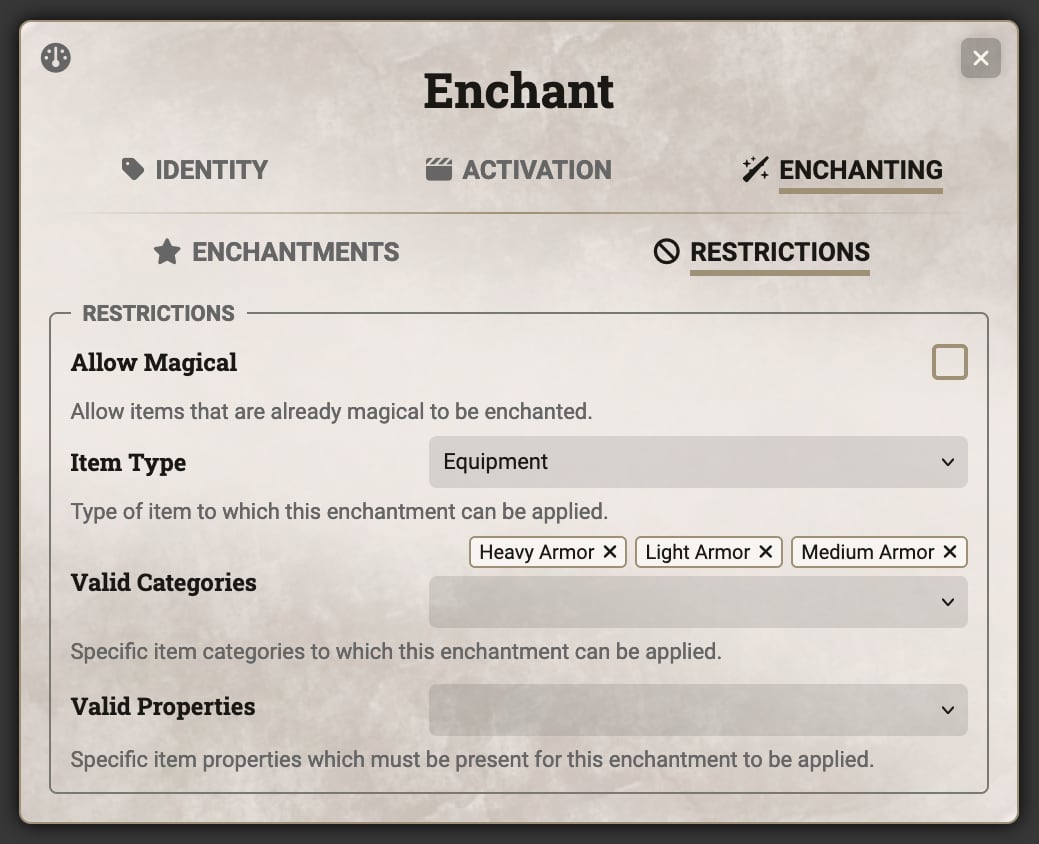 Enchant
IDENTITY ACTIVATION ENCHANTING
ENCHANTMENTS RESTRICTIONS
RESTRICTIONS
Allow Magical
Allow items that are already magical to be enchanted.
Item Type Equipment
Type of item to which this enchantment can be applied.
Heavy Armor Light Armor Medium Armor
Valid Categories
Specific item categories to which this enchantment can be applied.
Valid Properties
Specific item properties which must be present for this enchantment to be applied.